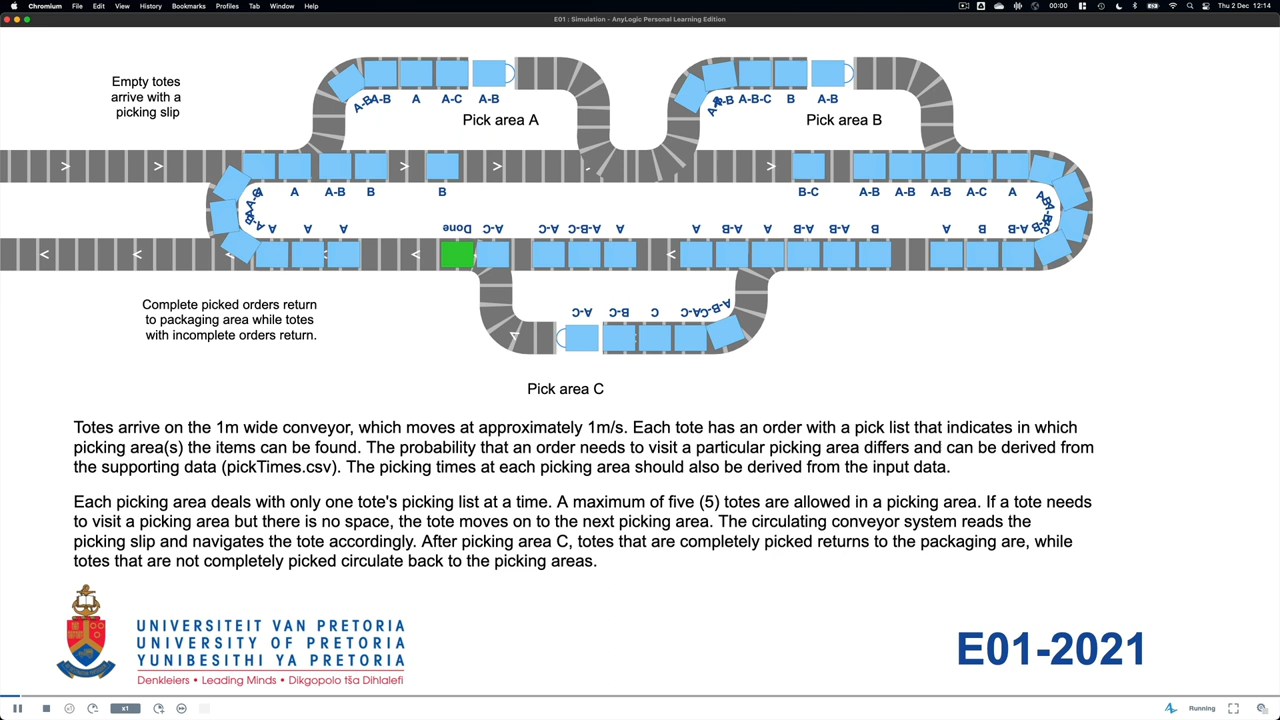 Chromium File Edit View History Bookmarks Profiles Tab Window Help
00:00
Thu 2 Dec 12:14
E01 : Simulation - AnyLogic Personal Learning Edition
Empty totes
arrive with a
picking slip
A-B A-B A A-C A-B
A-B A-B A-B-C B A-B
Pick area A
Pick area B
A A A-B B B
B-C A-B A-B A-B A-C A
A A A Done A-C A-C A-B-C A A A-B A A-B A-B B A B A-B
A-C B-C C A-C
Complete picked orders return
to packaging area while totes
with incomplete orders return.
Pick area C
Totes arrive on the 1m wide conveyor, which moves at approximately 1m/s. Each tote has an order with a pick list that indicates in which
picking area(s) the items can be found. The probability that an order needs to visit a particular picking area differs and can be derived from
the supporting data (pickTimes.csv). The picking times at each picking area should also be derived from the input data.
Each picking area deals with only one tote's picking list at a time. A maximum of five (5) totes are allowed in a picking area. If a tote needs
to visit a picking area but there is no space, the tote moves on to the next picking area. The circulating conveyor system reads the
picking slip and navigates the tote accordingly. After picking area C, totes that are completely picked returns to the packaging are, while
totes that are not completely picked circulate back to the picking areas.
UNIVERSITEIT VAN PRETORIA
UNIVERSITY OF PRETORIA
YUNIBESITHI YA PRETORIA
Denkleiers • Leading Minds • Dikgopolo tša Dihlalefi
E01-2021
x1
Running